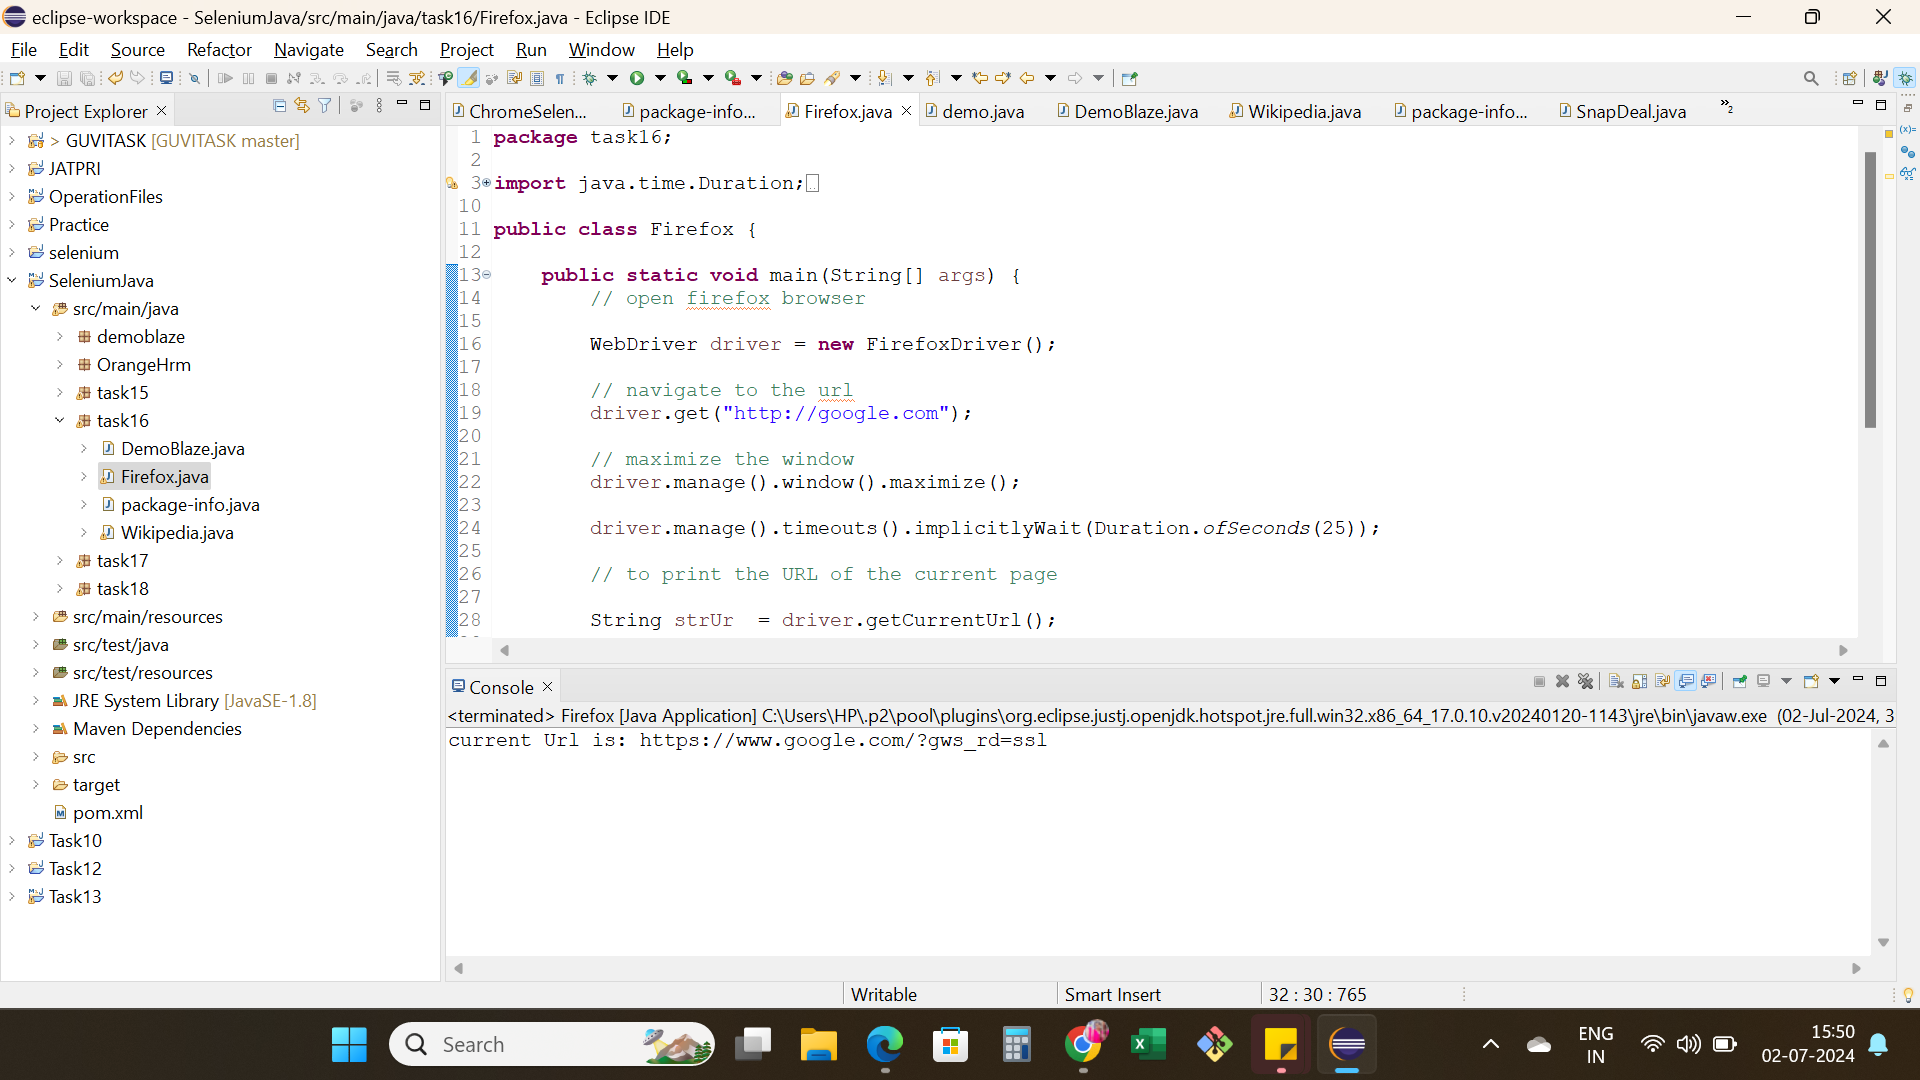 eclipse-workspace - SeleniumJava/src/main/java/task16/Firefox.java - Eclipse IDE
File Edit Source Refactor Navigate Search Project Run Window Help
Project Explorer
> GUVITASK [GUVITASK master]
JATPRI
OperationFiles
Practice
selenium
SeleniumJava
src/main/java
demoblaze
OrangeHrm
task15
task16
DemoBlaze.java
Firefox.java
package-info.java
Wikipedia.java
task17
task18
src/main/resources
src/test/java
src/test/resources
JRE System Library [JavaSE-1.8]
Maven Dependencies
src
target
pom.xml
Task10
Task12
Task13
ChromeSelen... package-info... Firefox.java demo.java DemoBlaze.java Wikipedia.java package-info... SnapDeal.java »2
1 package task16;
2
3 import java.time.Duration;
10
11 public class Firefox {
12
13 public static void main(String[] args) {
14 // open firefox browser
15
16 WebDriver driver = new FirefoxDriver();
17
18 // navigate to the url
19 driver.get("http://google.com");
20
21 // maximize the window
22 driver.manage().window().maximize();
23
24 driver.manage().timeouts().implicitlyWait(Duration.ofSeconds(25));
25
26 // to print the URL of the current page
27
28 String strUr  = driver.getCurrentUrl();
Console
<terminated> Firefox [Java Application] C:\Users\HP\.p2\pool\plugins\org.eclipse.justj.openjdk.hotspot.jre.full.win32.x86_64_17.0.10.v20240120-1143\jre\bin\javaw.exe (02-Jul-2024, 3
current Url is: https://www.google.com/?gws_rd=ssl
Writable Smart Insert 32 : 30 : 765
Search
ENG
IN
15:50
02-07-2024